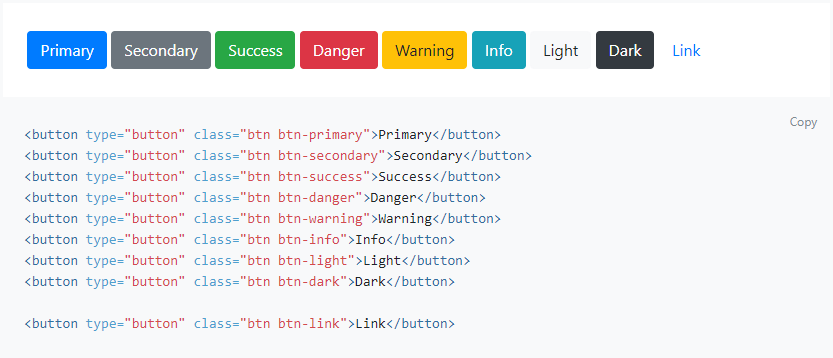 Primary Secondary Success Danger Warning Info Light Dark Link
Copy
<button type="button" class="btn btn-primary">Primary</button>
<button type="button" class="btn btn-secondary">Secondary</button>
<button type="button" class="btn btn-success">Success</button>
<button type="button" class="btn btn-danger">Danger</button>
<button type="button" class="btn btn-warning">Warning</button>
<button type="button" class="btn btn-info">Info</button>
<button type="button" class="btn btn-light">Light</button>
<button type="button" class="btn btn-dark">Dark</button>
<button type="button" class="btn btn-link">Link</button>